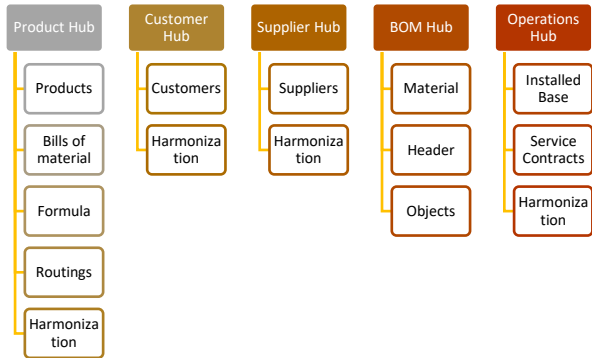 Product Hub
Products
Bills of
material
Formula
Routings
Harmoniza
tion
Customer
Hub
Customers
Harmoniza
tion
Supplier Hub
Suppliers
Harmoniza
tion
BOM Hub
Material
Header
Objects
Operations
Hub
Installed
Base
Service
Contracts
Harmoniza
tion